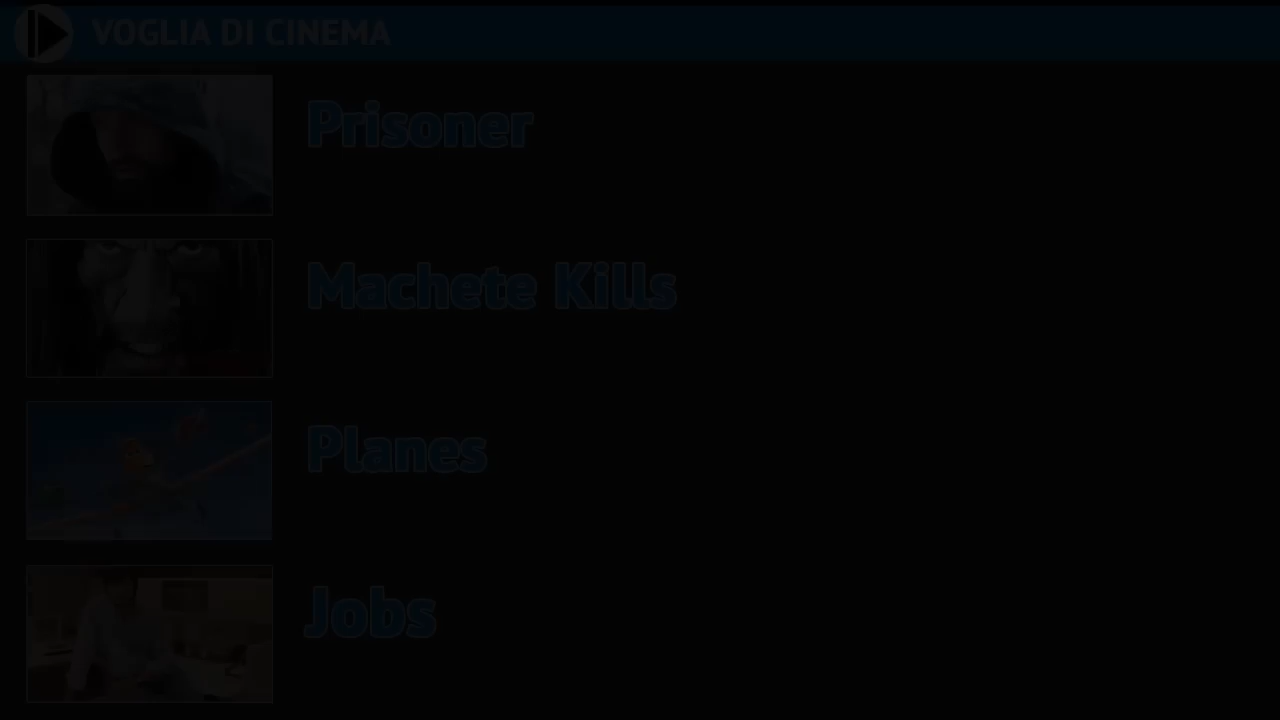 VOGLIA DI CINEMA
Prisoner
Machete Kills
Planes
Jobs